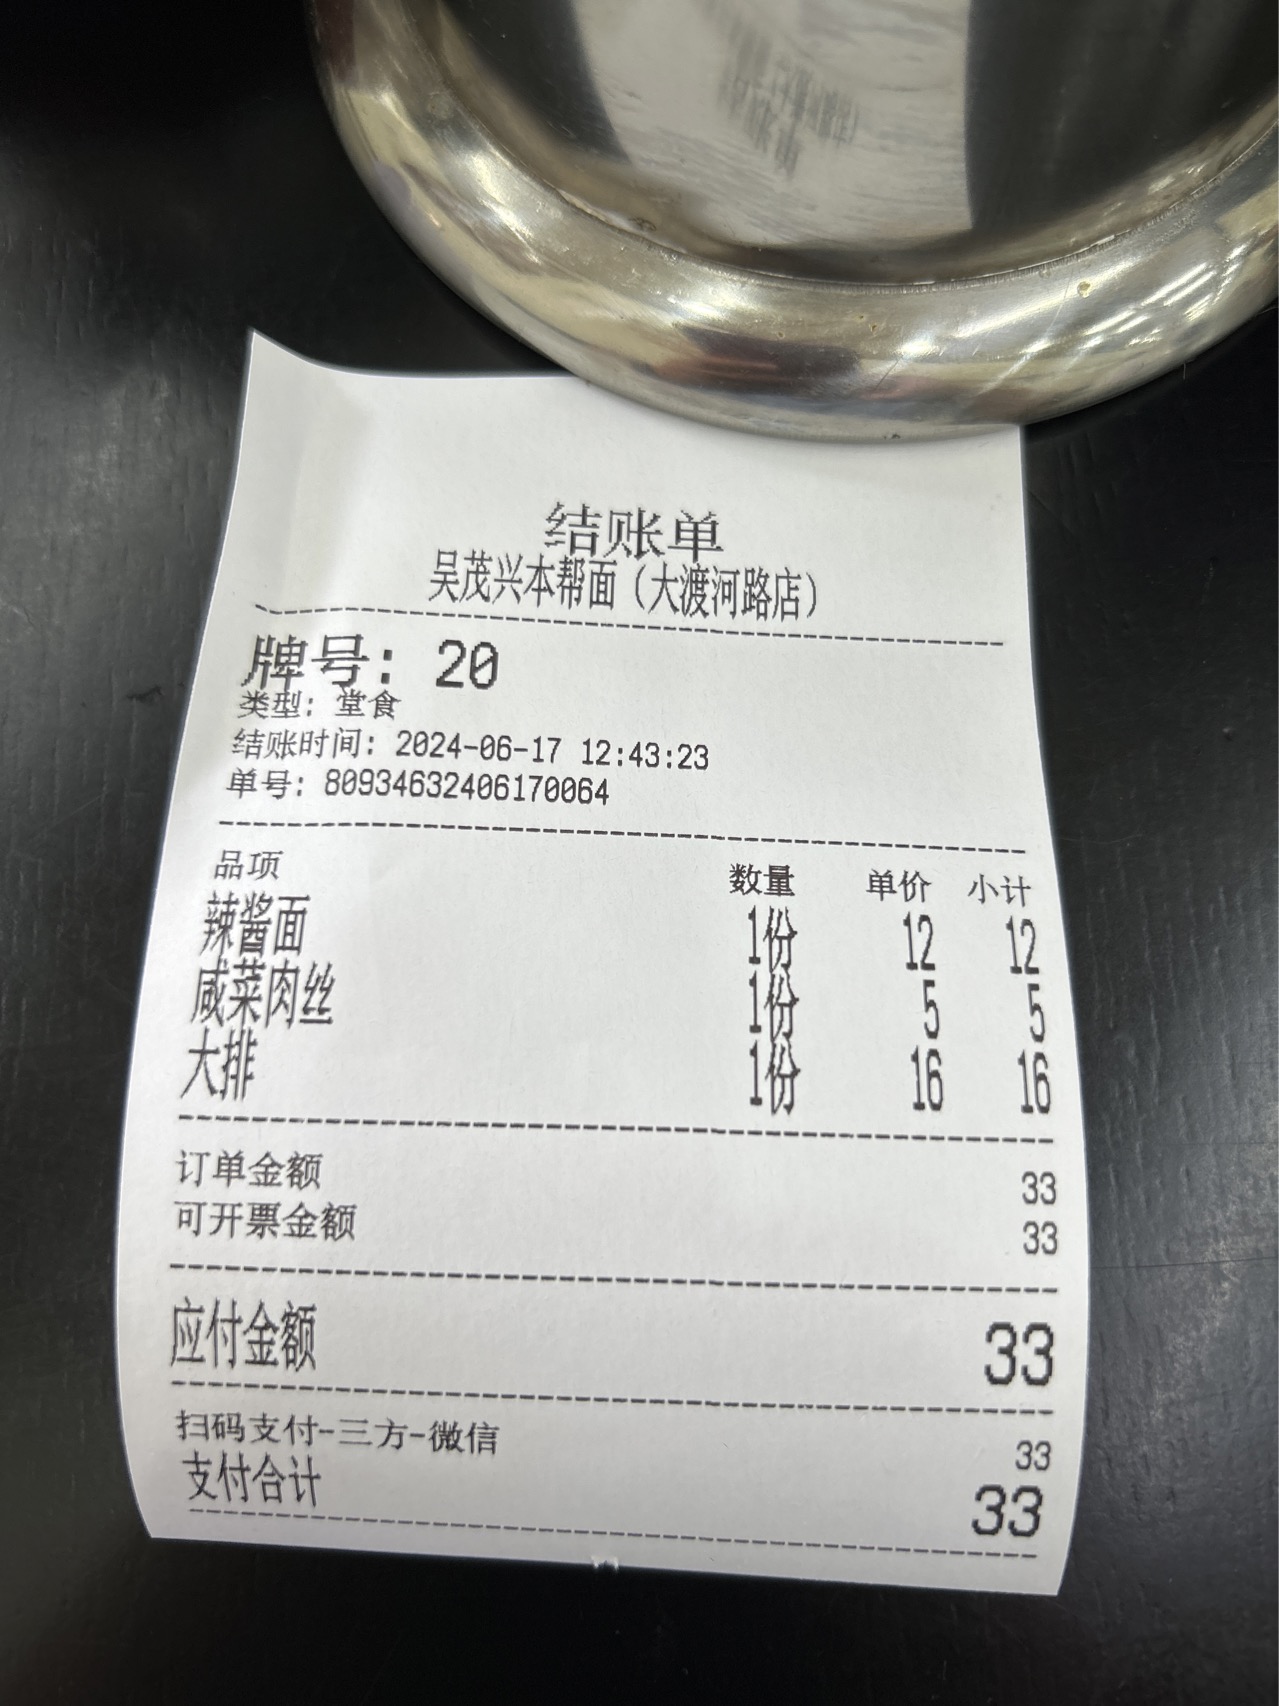 结账单
吴茂兴本帮面（大渡河路店）
牌号：20
类型：堂食
结账时间：2024-06-17 12:43:23
单号：80934632406170064
品项 数量 单价 小计
辣酱面 1份 12 12
咸菜肉丝 1份 5 5
大排 1份 16 16
订单金额 33
可开票金额 33
应付金额 33
扫码支付-三方-微信 33
支付合计 33